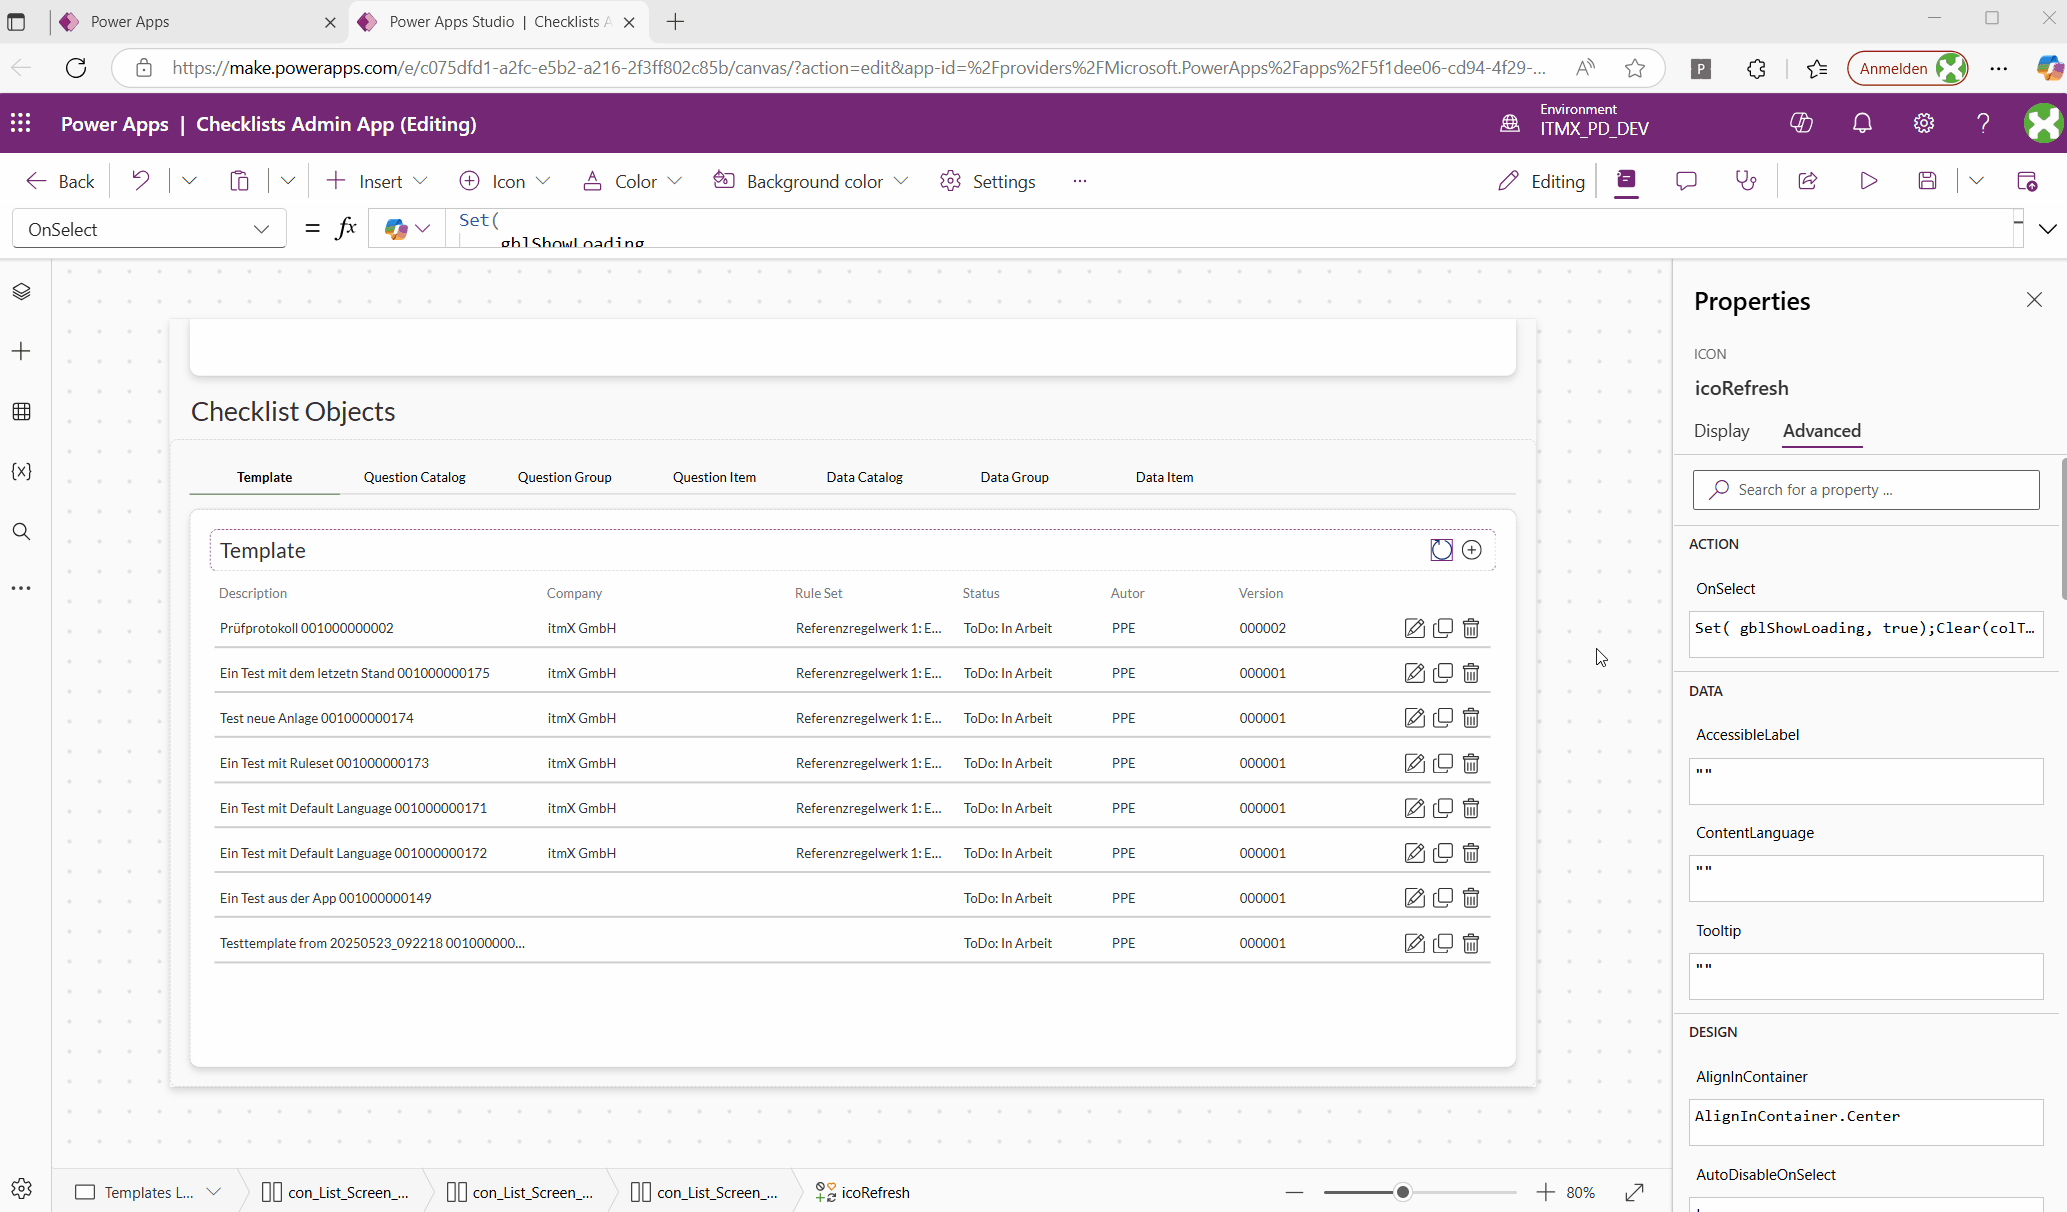 Power Apps
Power Apps Studio | Checklists A
https://make.powerapps.com/e/c075dfd1-a2fc-e5b2-a216-2f3ff802c85b/canvas/?action=edit&app-id=%2Fproviders%2FMicrosoft.PowerApps%2Fapps%2F5f1dee06-cd94-4f29-...
P
Anmelden
Power Apps | Checklists Admin App (Editing)
Environment
ITMX_PD_DEV
Back
Insert
Icon
Color
Background color
Settings
Editing
OnSelect
= fx
Set(
gblShowLoading
Properties
ICON
icoRefresh
Display
Advanced
Search for a property ...
ACTION
OnSelect
Set( gblShowLoading, true);Clear(colT...
DATA
AccessibleLabel
""
ContentLanguage
""
Tooltip
""
DESIGN
AlignInContainer
AlignInContainer.Center
AutoDisableOnSelect
Checklist Objects
Template Question Catalog Question Group Question Item Data Catalog Data Group Data Item
Template
Description Company Rule Set Status Autor Version
Prüfprotokoll 001000000002 itmX GmbH Referenzregelwerk 1: E... ToDo: In Arbeit PPE 000002
Ein Test mit dem letzetn Stand 001000000175 itmX GmbH Referenzregelwerk 1: E... ToDo: In Arbeit PPE 000001
Test neue Anlage 001000000174 itmX GmbH Referenzregelwerk 1: E... ToDo: In Arbeit PPE 000001
Ein Test mit Ruleset 001000000173 itmX GmbH Referenzregelwerk 1: E... ToDo: In Arbeit PPE 000001
Ein Test mit Default Language 001000000171 itmX GmbH Referenzregelwerk 1: E... ToDo: In Arbeit PPE 000001
Ein Test mit Default Language 001000000172 itmX GmbH Referenzregelwerk 1: E... ToDo: In Arbeit PPE 000001
Ein Test aus der App 001000000149 ToDo: In Arbeit PPE 000001
Testtemplate from 20250523_092218 001000000... ToDo: In Arbeit PPE 000001
Templates L...
con_List_Screen_...
con_List_Screen_...
con_List_Screen_...
icoRefresh
80%